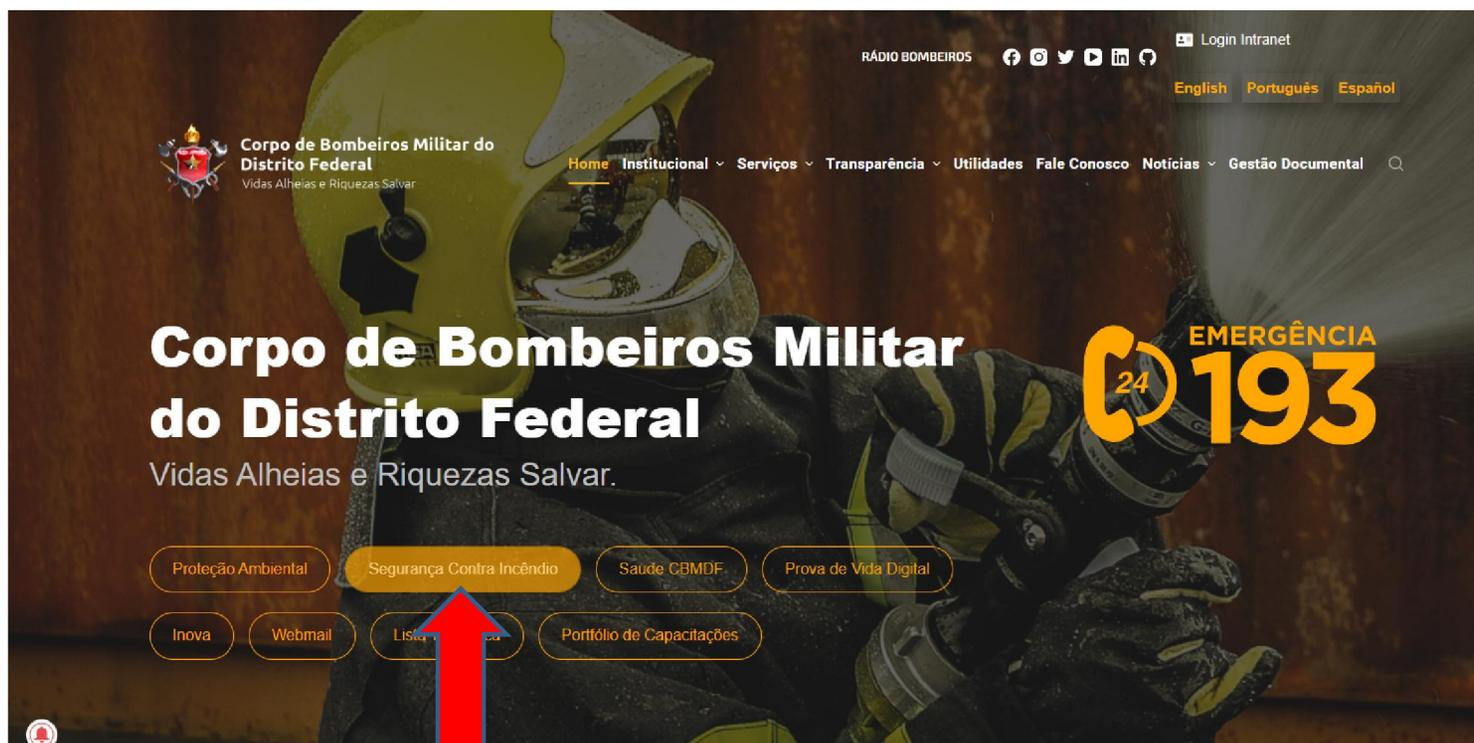 RÁDIO BOMBEIROS
Login Intranet
English Português Español
Corpo de Bombeiros Militar do
Distrito Federal
Vidas Alheias e Riquezas Salvar
Home Institucional Serviços Transparência Utilidades Fale Conosco Notícias Gestão Documental
Corpo de Bombeiros Militar
do Distrito Federal
Vidas Alheias e Riquezas Salvar.
EMERGÊNCIA
24
193
Proteção Ambiental Segurança Contra Incêndio Saude CBMDF Prova de Vida Digital
Inova Webmail Portfólio de Capacitações